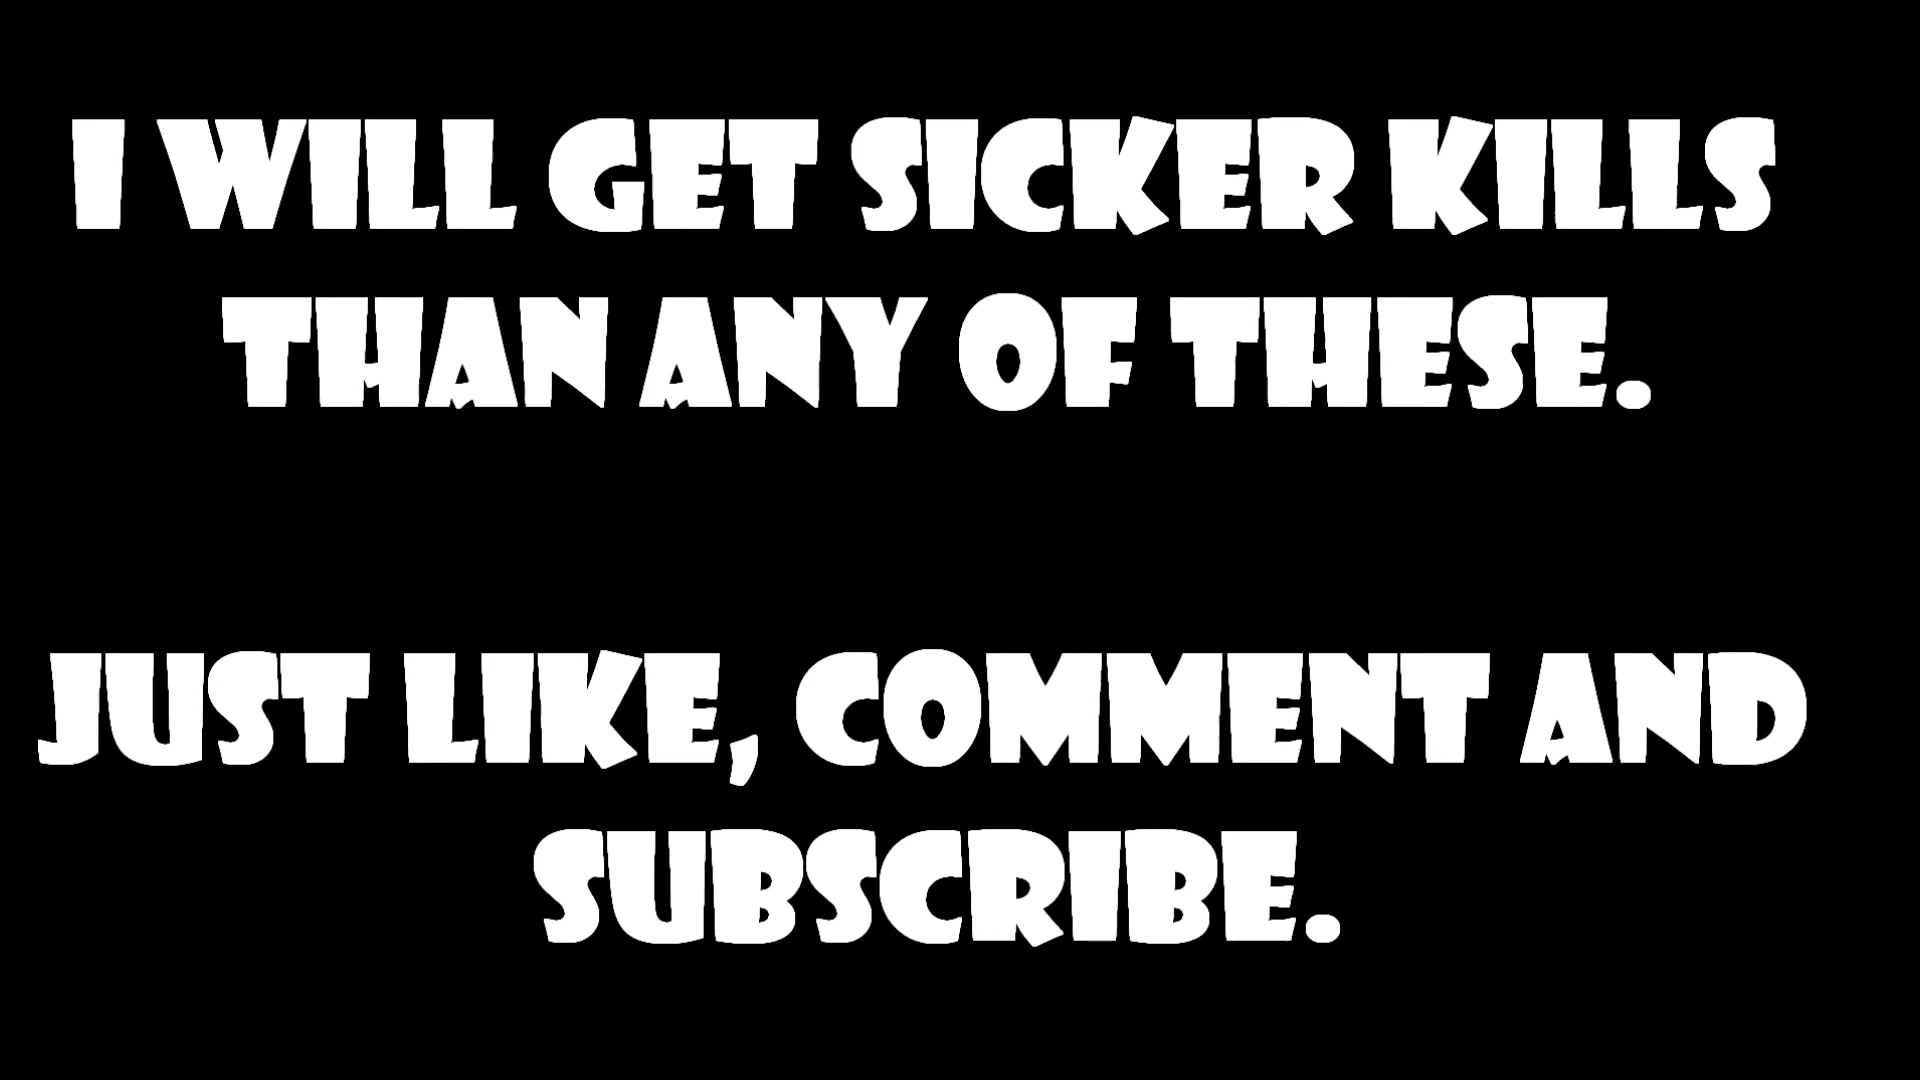 I WILL GET SICKER KILLS
THAN ANY OF THESE.
JUST LIKE, COMMENT AND
SUBSCRIBE.